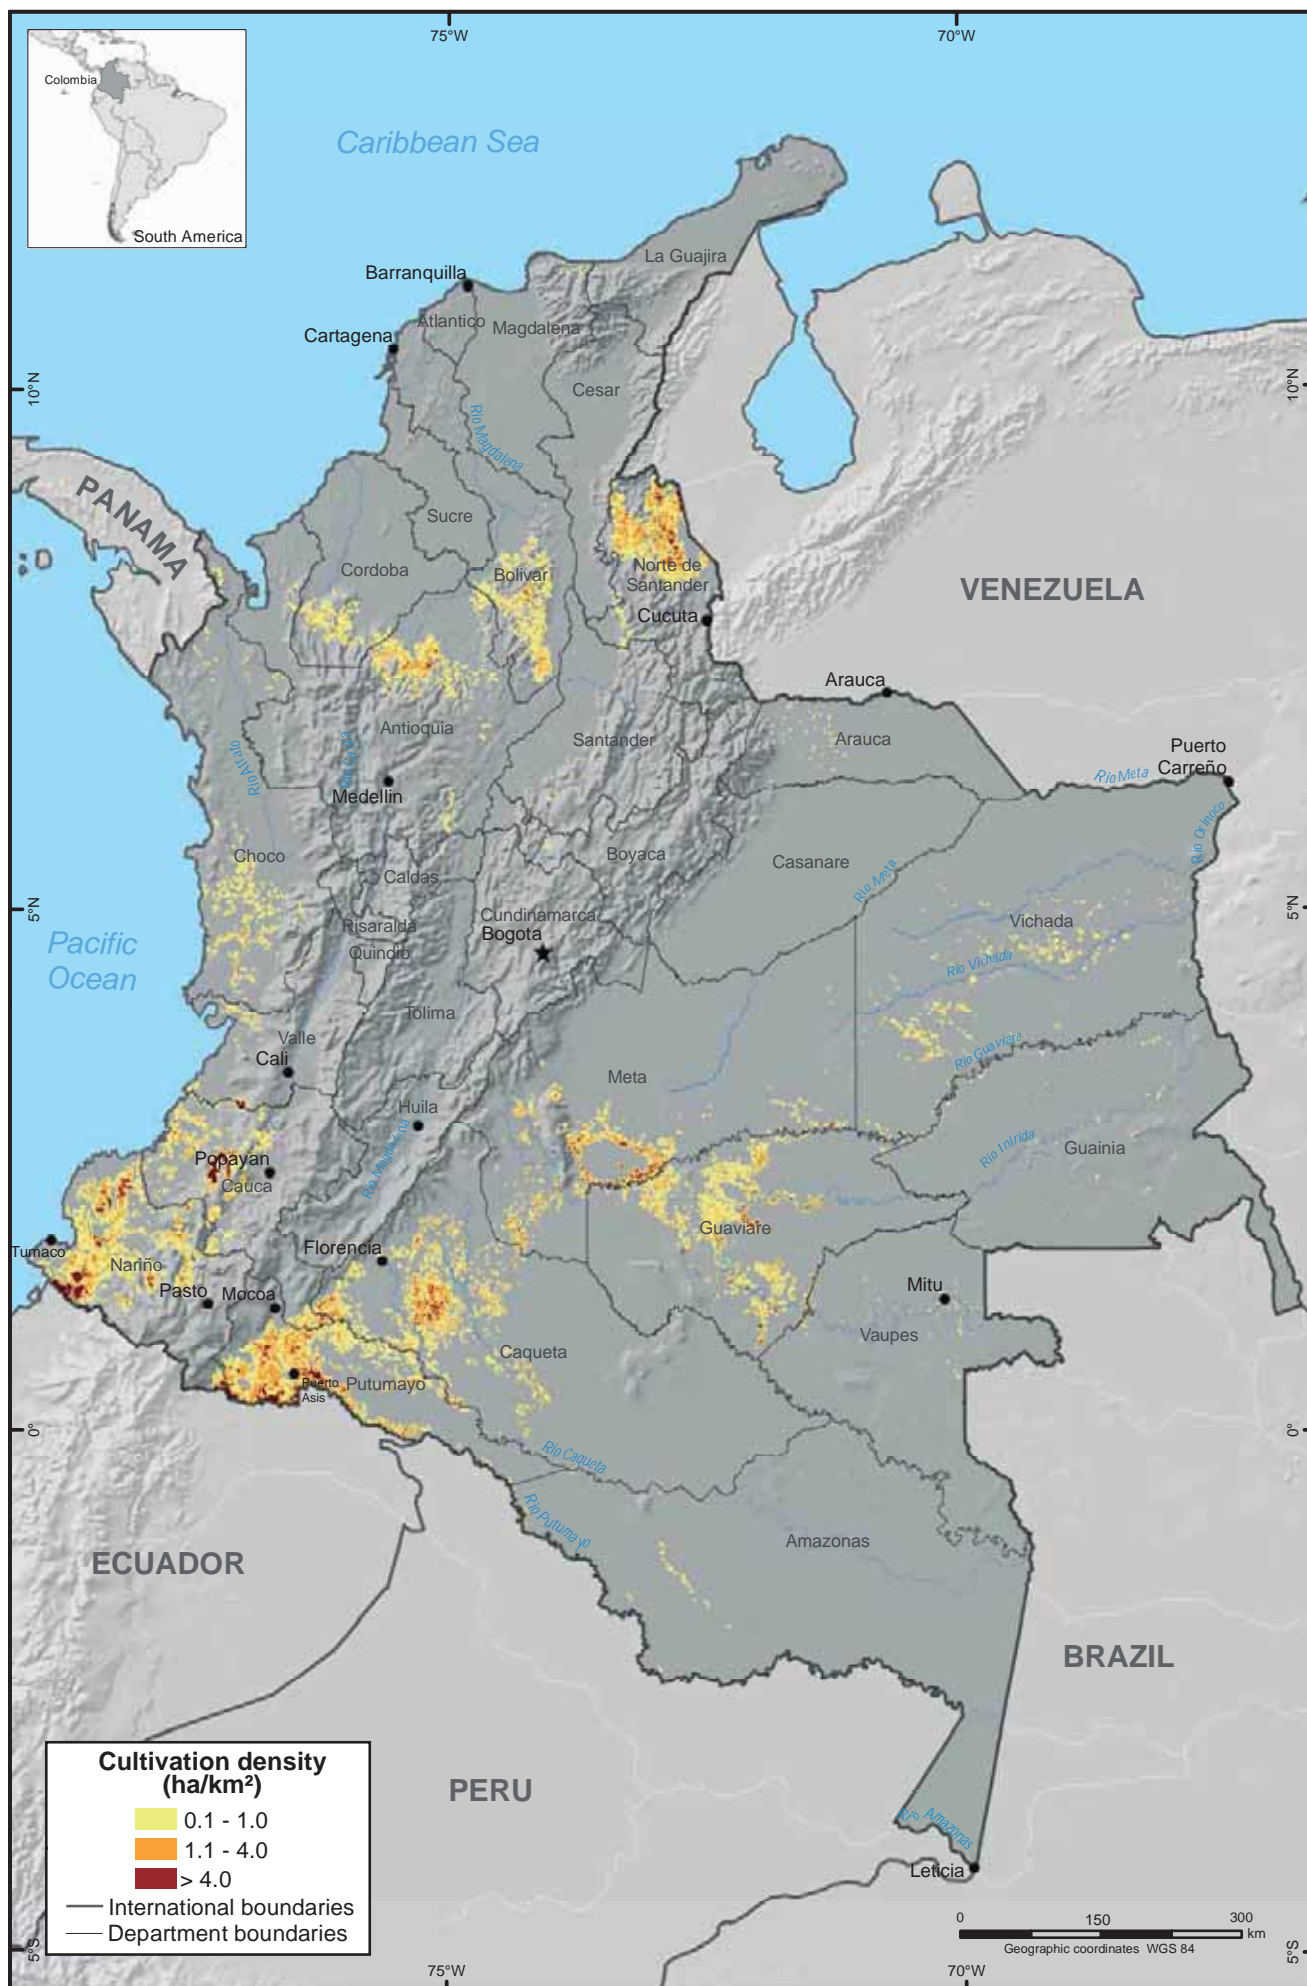 75°W
70°W
Colombia
South America
Caribbean Sea
La Guajira
Barranquilla
Atlantico
Magdalena
Cartagena
Cesar
10°N
10°N
Rio Magdalena
PANAMA
Sucre
Cordoba
Bolivar
Norte de
Santander
Cucuta
VENEZUELA
Arauca
Antioquia
Santander
Arauca
Puerto
Carreño
Rio Meta
Medellin
Rio Orinoco
Choco
Boyaca
Casanare
Caldas
Rio Meta
5°N
5°N
Cundinamarca
Vichada
Risaralda
Bogota
Quindio
Pacific
Ocean
Rio Vichada
Tolima
Valle
Rio Guaviare
Cali
Meta
Huila
Rio Magdalena
Rio Inirida
Guainia
Popayan
Cauca
Guaviare
Tumaco
Florencia
Nariño
Pasto
Mocoa
Mitu
Vaupes
Caqueta
Puerto
Asis
Putumayo
0°
0°
Rio Caqueta
Rio Putumayo
Amazonas
ECUADOR
BRAZIL
PERU
Rio Amazonas
Leticia
Cultivation density
(ha/km²)
0.1 - 1.0
1.1 - 4.0
> 4.0
International boundaries
Department boundaries
0 150 300
km
Geographic coordinates WGS 84
5°S
5°S
75°W
70°W